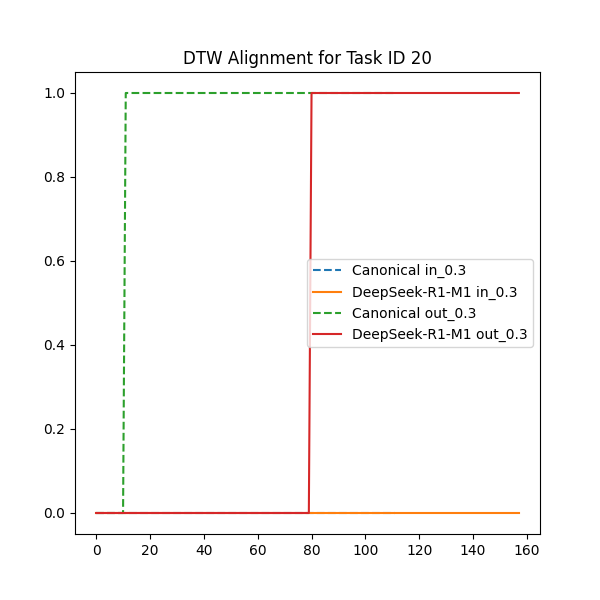 DTW Alignment for Task ID 20
1.0
0.8
0.6
0.4
0.2
0.0
Canonical in_0.3
DeepSeek-R1-M1 in_0.3
Canonical out_0.3
DeepSeek-R1-M1 out_0.3
0 20 40 60 80 100 120 140 160